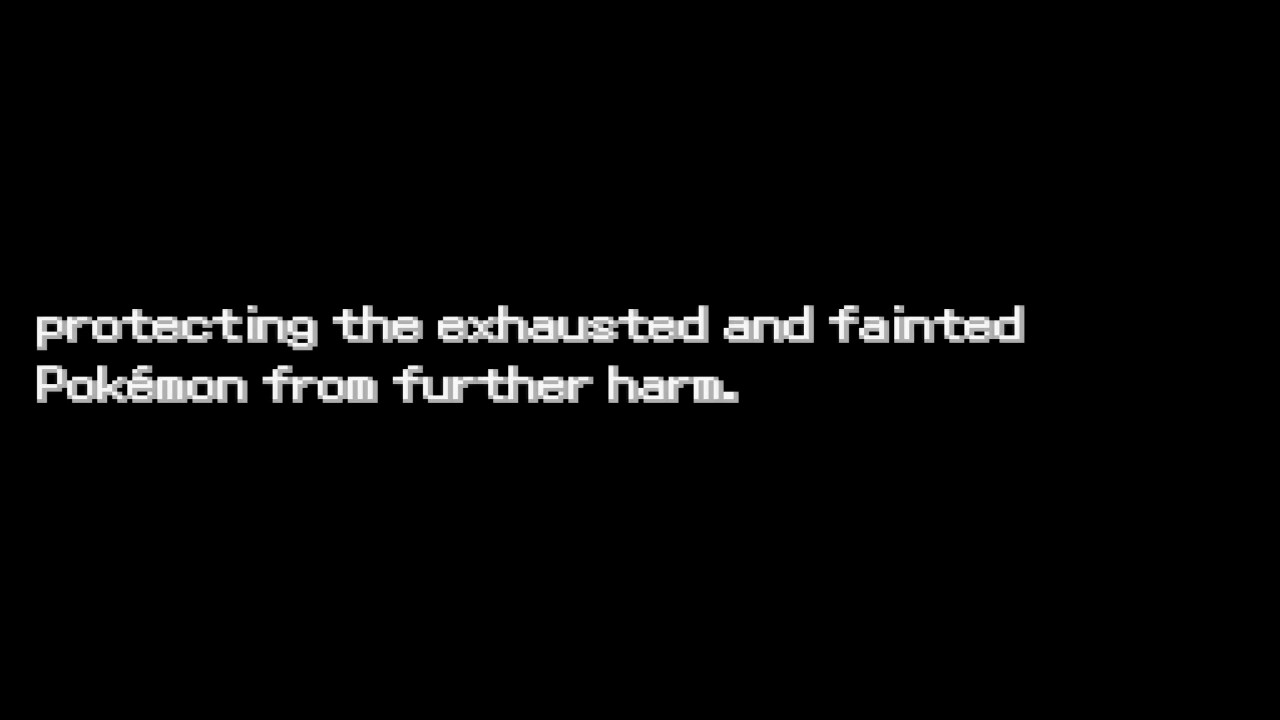 protecting the exhausted and fainted
Pokémon from further harm.